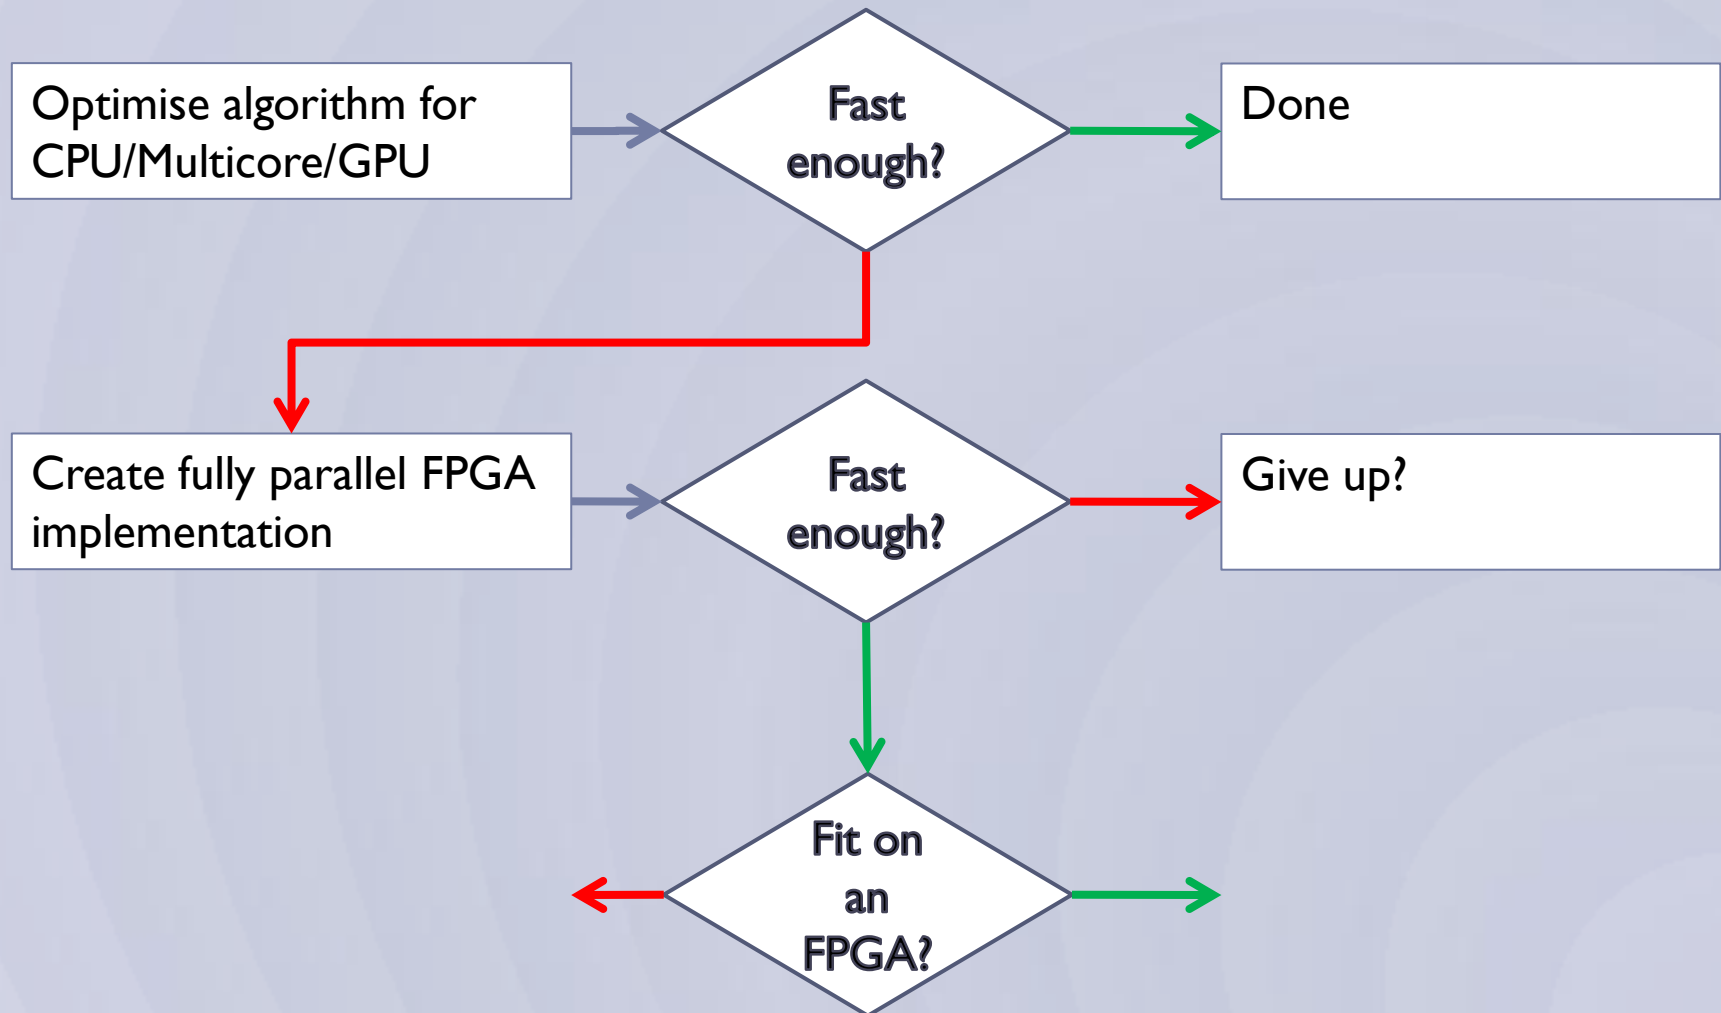 Optimise algorithm for
CPU/Multicore/GPU
Fast
enough?
Done
Create fully parallel FPGA
implementation
Fast
enough?
Give up?
Fit on
an
FPGA?